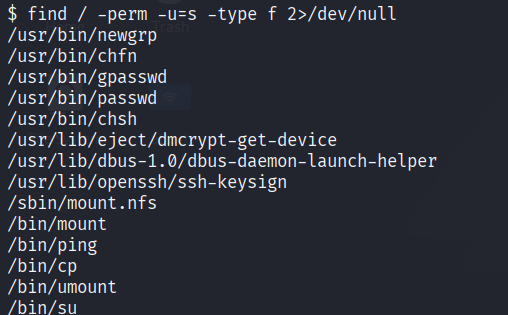 $ find / -perm -u=s -type f 2>/dev/null
/usr/bin/newgrp
/usr/bin/chfn
/usr/bin/gpasswd
/usr/bin/passwd
/usr/bin/chsh
/usr/lib/eject/dmcrypt-get-device
/usr/lib/dbus-1.0/dbus-daemon-launch-helper
/usr/lib/openssh/ssh-keysign
/sbin/mount.nfs
/bin/mount
/bin/ping
/bin/cp
/bin/umount
/bin/su